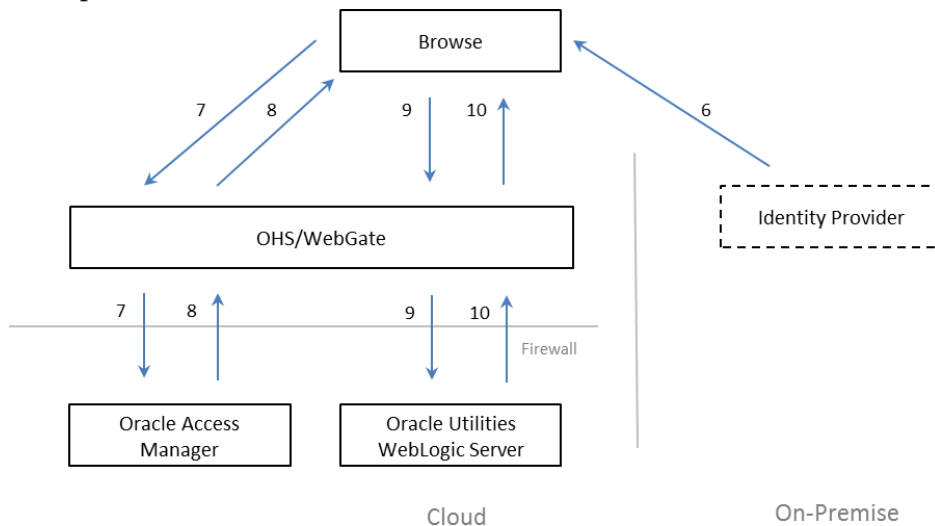 Browse
7
8
9
10
6
Identity Provider
OHS/WebGate
7
8
9
10
Firewall
Oracle Access
Manager
Oracle Utilities
WebLogic Server
Cloud
On-Premise